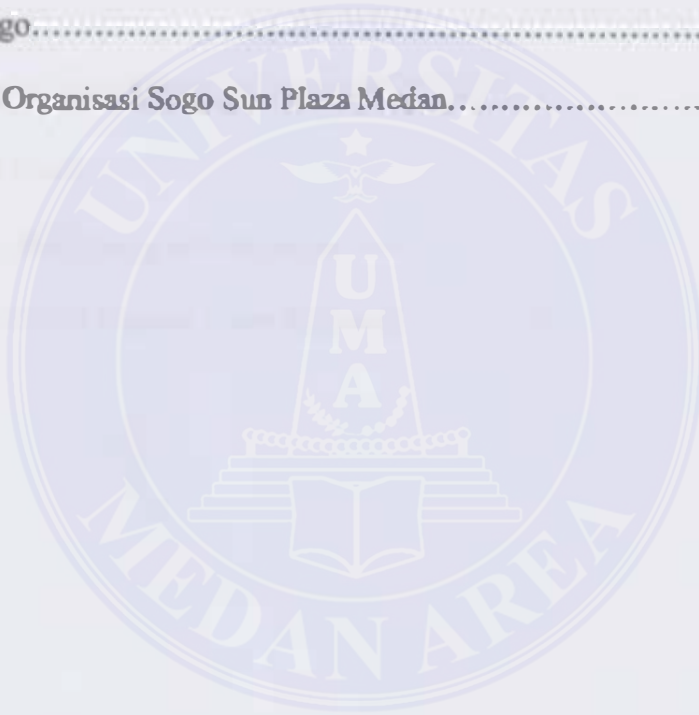 go..........................................................
Organisasi Sogo Sun Plaza Medan.......................
UNIVERSITAS
UMA
MEDAN AREA